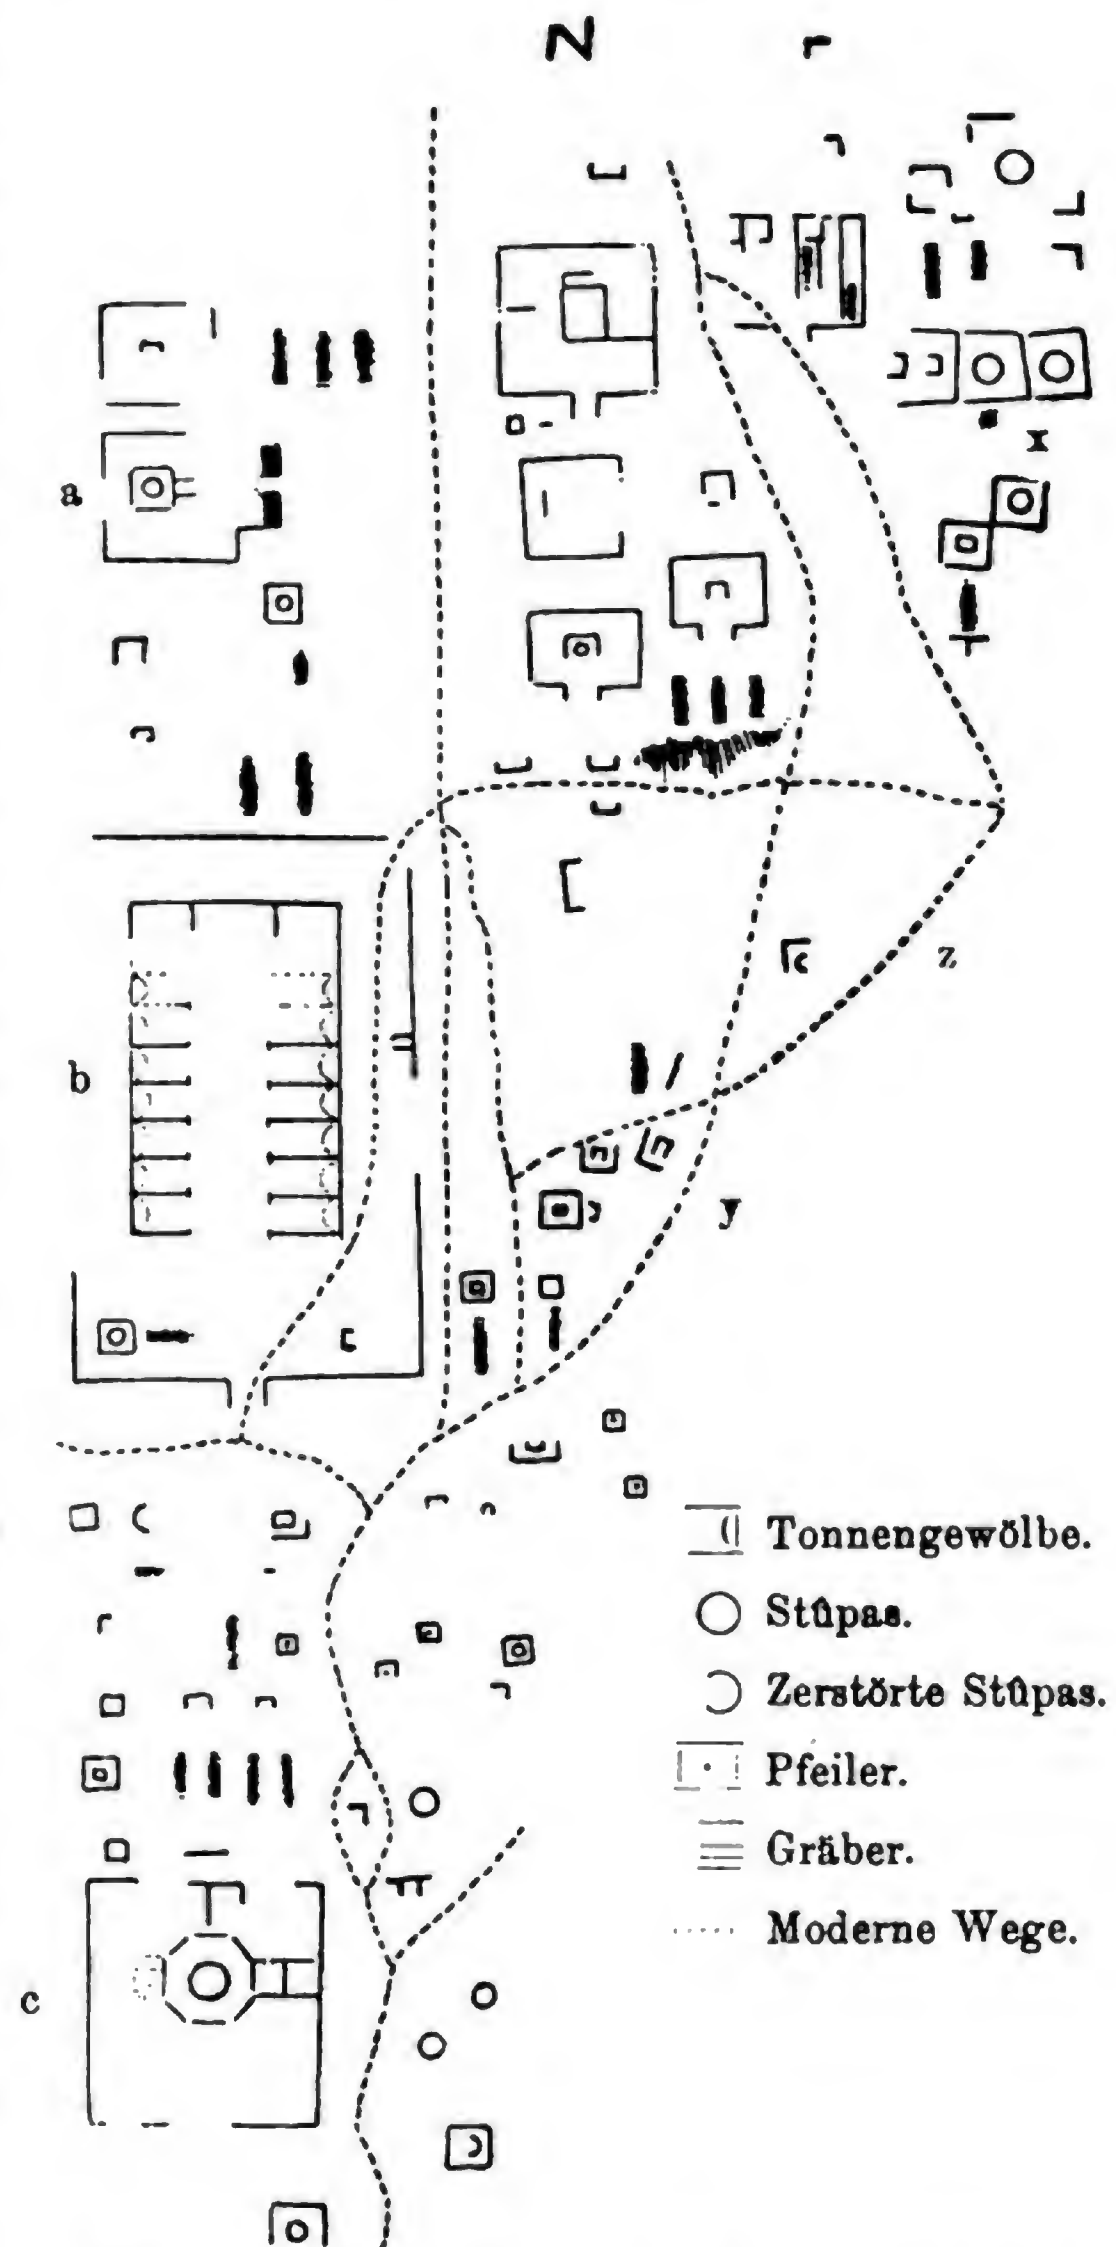 N
x
a
z
b
y
Tonnengewölbe.
Stûpas.
Zerstörte Stûpas.
Pfeiler.
Gräber.
Moderne Wege.
c